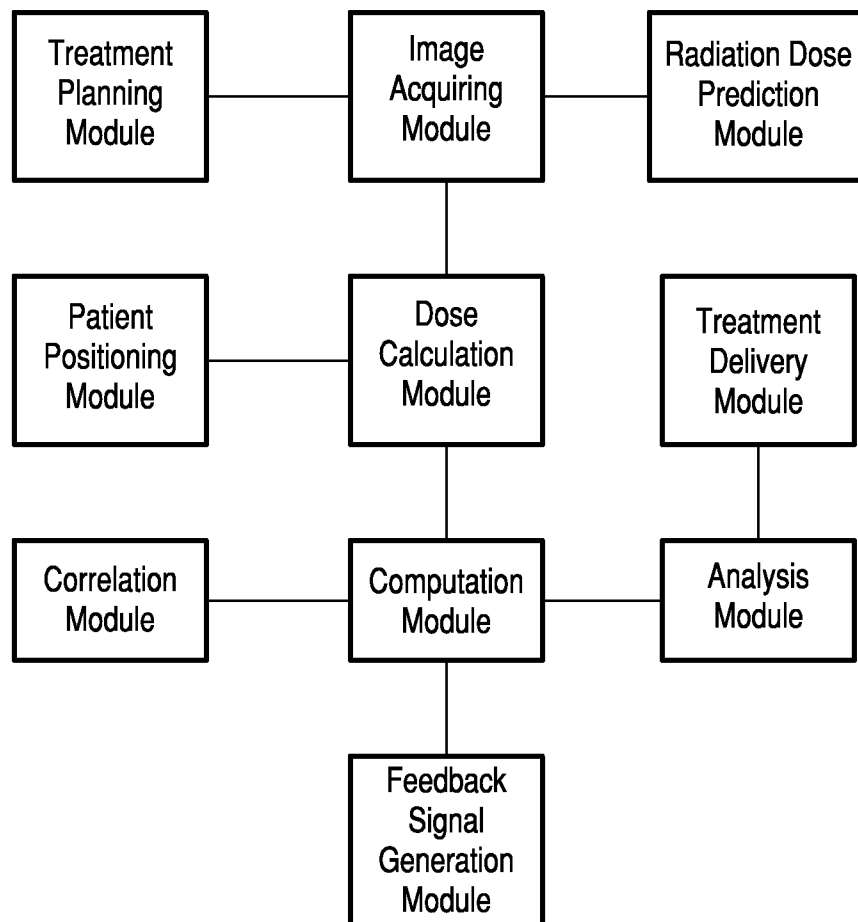 Treatment
Planning
Module
Image
Acquiring
Module
Radiation Dose
Prediction
Module
Patient
Positioning
Module
Dose
Calculation
Module
Treatment
Delivery
Module
Correlation
Module
Computation
Module
Analysis
Module
Feedback
Signal
Generation
Module